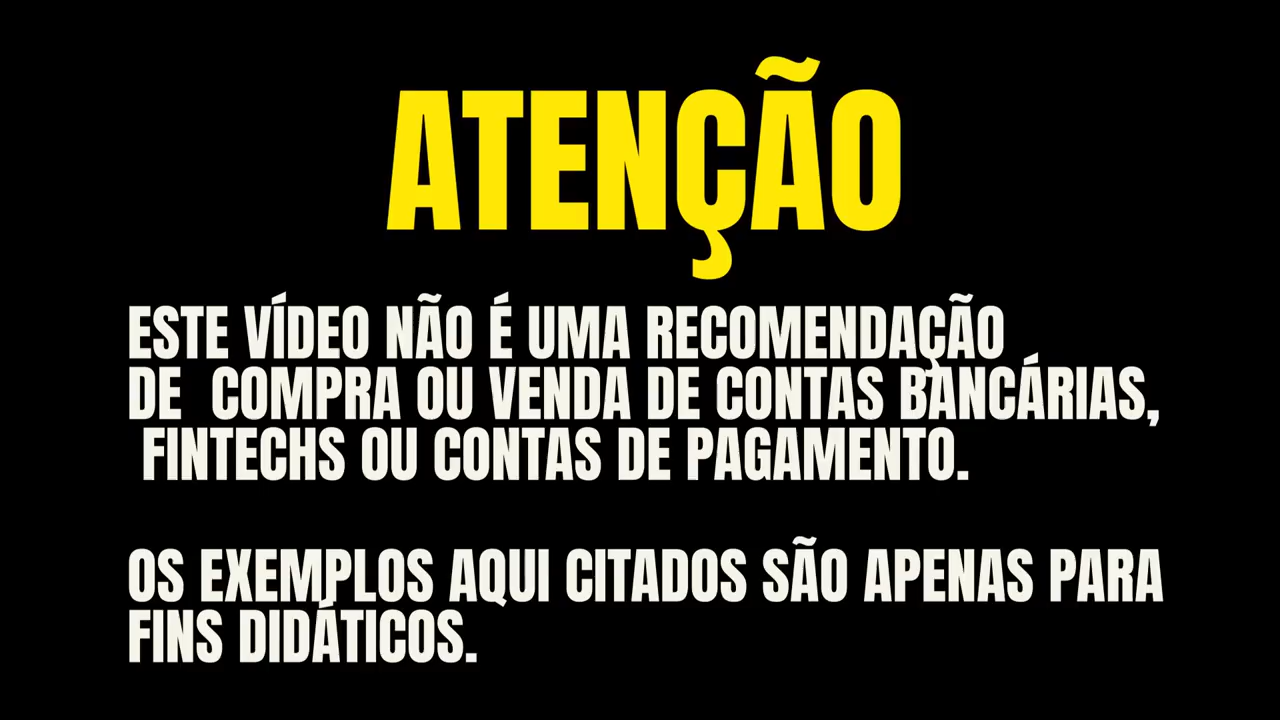 ATENÇÃO
ESTE VÍDEO NÃO É UMA RECOMENDAÇÃO
DE COMPRA OU VENDA DE CONTAS BANCÁRIAS,
FINTECHS OU CONTAS DE PAGAMENTO.
OS EXEMPLOS AQUI CITADOS SÃO APENAS PARA
FINS DIDÁTICOS.